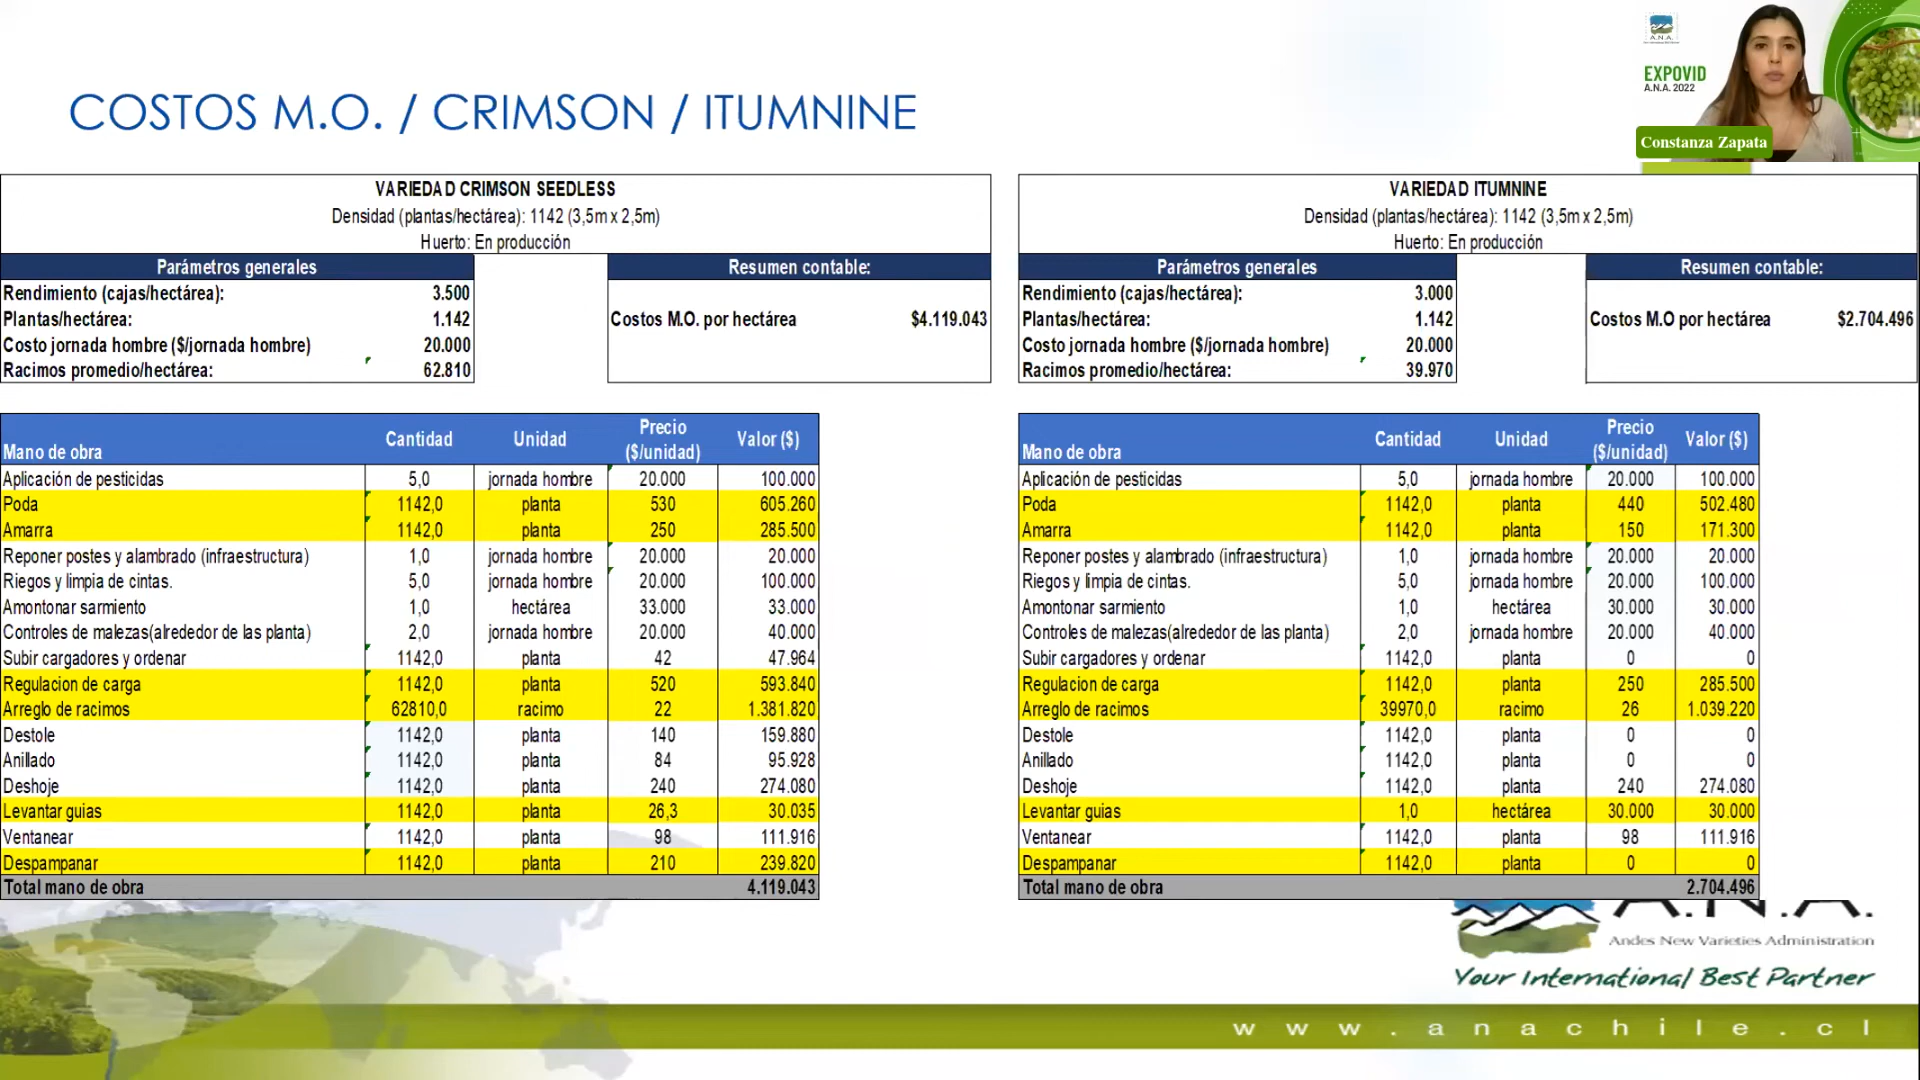 COSTOS M.O. / CRIMSON / ITUMNINE
A.N.A.
EXPOVID
A.N.A. 2022
Constanza Zapata
VARIEDAD CRIMSON SEEDLESS
Densidad (plantas/hectárea): 1142 (3,5m x 2,5m)
Huerto: En producción
Parámetros generales
Rendimiento (cajas/hectárea): 3.500
Plantas/hectárea: 1.142
Costo jornada hombre ($/jornada hombre) 20.000
Racimos promedio/hectárea: 62.810
Resumen contable:
Costos M.O. por hectárea $4.119.043
Mano de obra Cantidad Unidad Precio ($/unidad) Valor ($)
Aplicación de pesticidas 5,0 jornada hombre 20.000 100.000
Poda 1142,0 planta 530 605.260
Amarra 1142,0 planta 250 285.500
Reponer postes y alambrado (infraestructura) 1,0 jornada hombre 20.000 20.000
Riegos y limpia de cintas. 5,0 jornada hombre 20.000 100.000
Amontonar sarmiento 1,0 hectárea 33.000 33.000
Controles de malezas(alrededor de las planta) 2,0 jornada hombre 20.000 40.000
Subir cargadores y ordenar 1142,0 planta 42 47.964
Regulacion de carga 1142,0 planta 520 593.840
Arreglo de racimos 62810,0 racimo 22 1.381.820
Destole 1142,0 planta 140 159.880
Anillado 1142,0 planta 84 95.928
Deshoje 1142,0 planta 240 274.080
Levantar guias 1142,0 planta 26,3 30.035
Ventanear 1142,0 planta 98 111.916
Despampanar 1142,0 planta 210 239.820
Total mano de obra 4.119.043
VARIEDAD ITUMNINE
Densidad (plantas/hectárea): 1142 (3,5m x 2,5m)
Huerto: En producción
Parámetros generales
Rendimiento (cajas/hectárea): 3.000
Plantas/hectárea: 1.142
Costo jornada hombre ($/jornada hombre) 20.000
Racimos promedio/hectárea: 39.970
Resumen contable:
Costos M.O por hectárea $2.704.496
Mano de obra Cantidad Unidad Precio ($/unidad) Valor ($)
Aplicación de pesticidas 5,0 jornada hombre 20.000 100.000
Poda 1142,0 planta 440 502.480
Amarra 1142,0 planta 150 171.300
Reponer postes y alambrado (infraestructura) 1,0 jornada hombre 20.000 20.000
Riegos y limpia de cintas. 5,0 jornada hombre 20.000 100.000
Amontonar sarmiento 1,0 hectárea 30.000 30.000
Controles de malezas(alrededor de las planta) 2,0 jornada hombre 20.000 40.000
Subir cargadores y ordenar 1142,0 planta 0 0
Regulacion de carga 1142,0 planta 250 285.500
Arreglo de racimos 39970,0 racimo 26 1.039.220
Destole 1142,0 planta 0 0
Anillado 1142,0 planta 0 0
Deshoje 1142,0 planta 240 274.080
Levantar guias 1,0 hectárea 30.000 30.000
Ventanear 1142,0 planta 98 111.916
Despampanar 1142,0 planta 0 0
Total mano de obra 2.704.496
A.N.A.
Andes New Varieties Administration
Your International Best Partner
www.anachile.cl